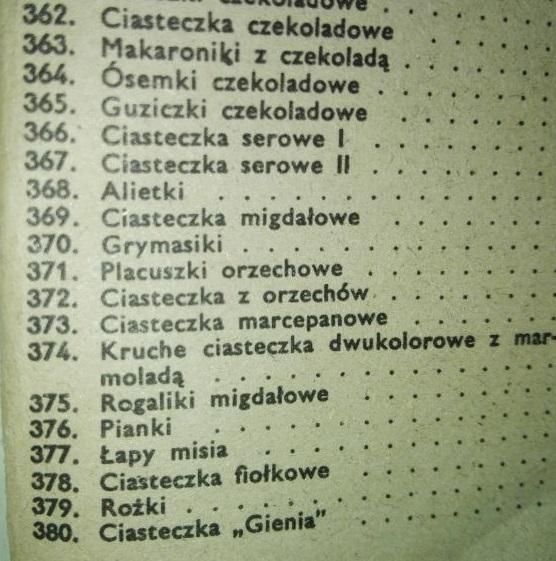 czekoladowe . . . .
362. Ciasteczka czekoladowe
363. Makaroniki z czekoladą . . . . . .
364. Ósemki czekoladowe . . . . . . .
365. Guziczki czekoladowe . . . . . .
366. Ciasteczka serowe I . . . . . . .
367. Ciasteczka serowe II . . . . . . .
368. Alietki . . . . . . . . . . . . . .
369. Ciasteczka migdałowe . . . . . .
370. Grymasiki . . . . . . . . . . . . .
371. Placuszki orzechowe . . . . . . . .
372. Ciasteczka z orzechów . . . . . . .
373. Ciasteczka marcepanowe . . . . . .
374. Kruche ciasteczka dwukolorowe z mar-
moladą . . . . . . . . . . . . . .
375. Rogaliki migdałowe . . . . . . . .
376. Pianki . . . . . . . . . . . . . .
377. Łapy misia . . . . . . . . . . . .
378. Ciasteczka fiołkowe . . . . . . . .
379. Rożki . . . . . . . . . . . . . . .
380. Ciasteczka „Gienia" . . . . . . . .